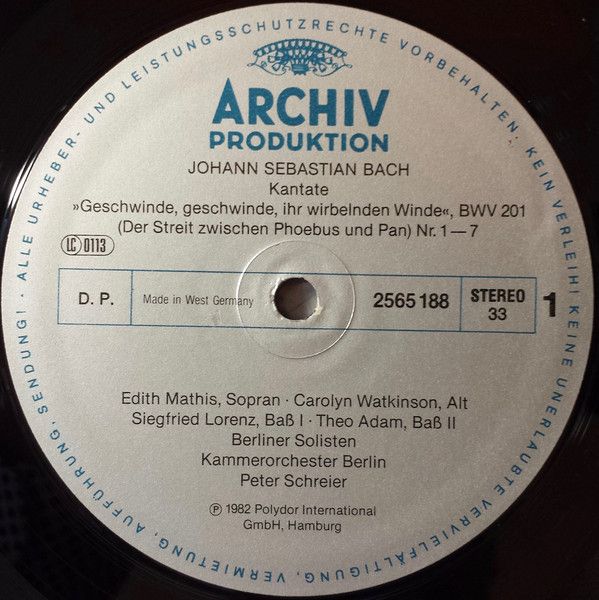 ALLE URHEBER- UND LEISTUNGSSCHUTZRECHTE VORBEHALTEN. KEIN VERLEIH! KEINE UNERLAUBTE VERVIELFÄLTIGUNG, VERMIETUNG, AUFFÜHRUNG, SENDUNG! ·
ARCHIV
PRODUKTION
JOHANN SEBASTIAN BACH
Kantate
»Geschwinde, geschwinde, ihr wirbelnden Winde«, BWV 201
(Der Streit zwischen Phoebus und Pan) Nr. 1—7
LC 0113
D. P. Made in West Germany 2565 188 STEREO 33 1
Edith Mathis, Sopran · Carolyn Watkinson, Alt
Siegfried Lorenz, Baß I · Theo Adam, Baß II
Berliner Solisten
Kammerorchester Berlin
Peter Schreier
℗ 1982 Polydor International
GmbH, Hamburg